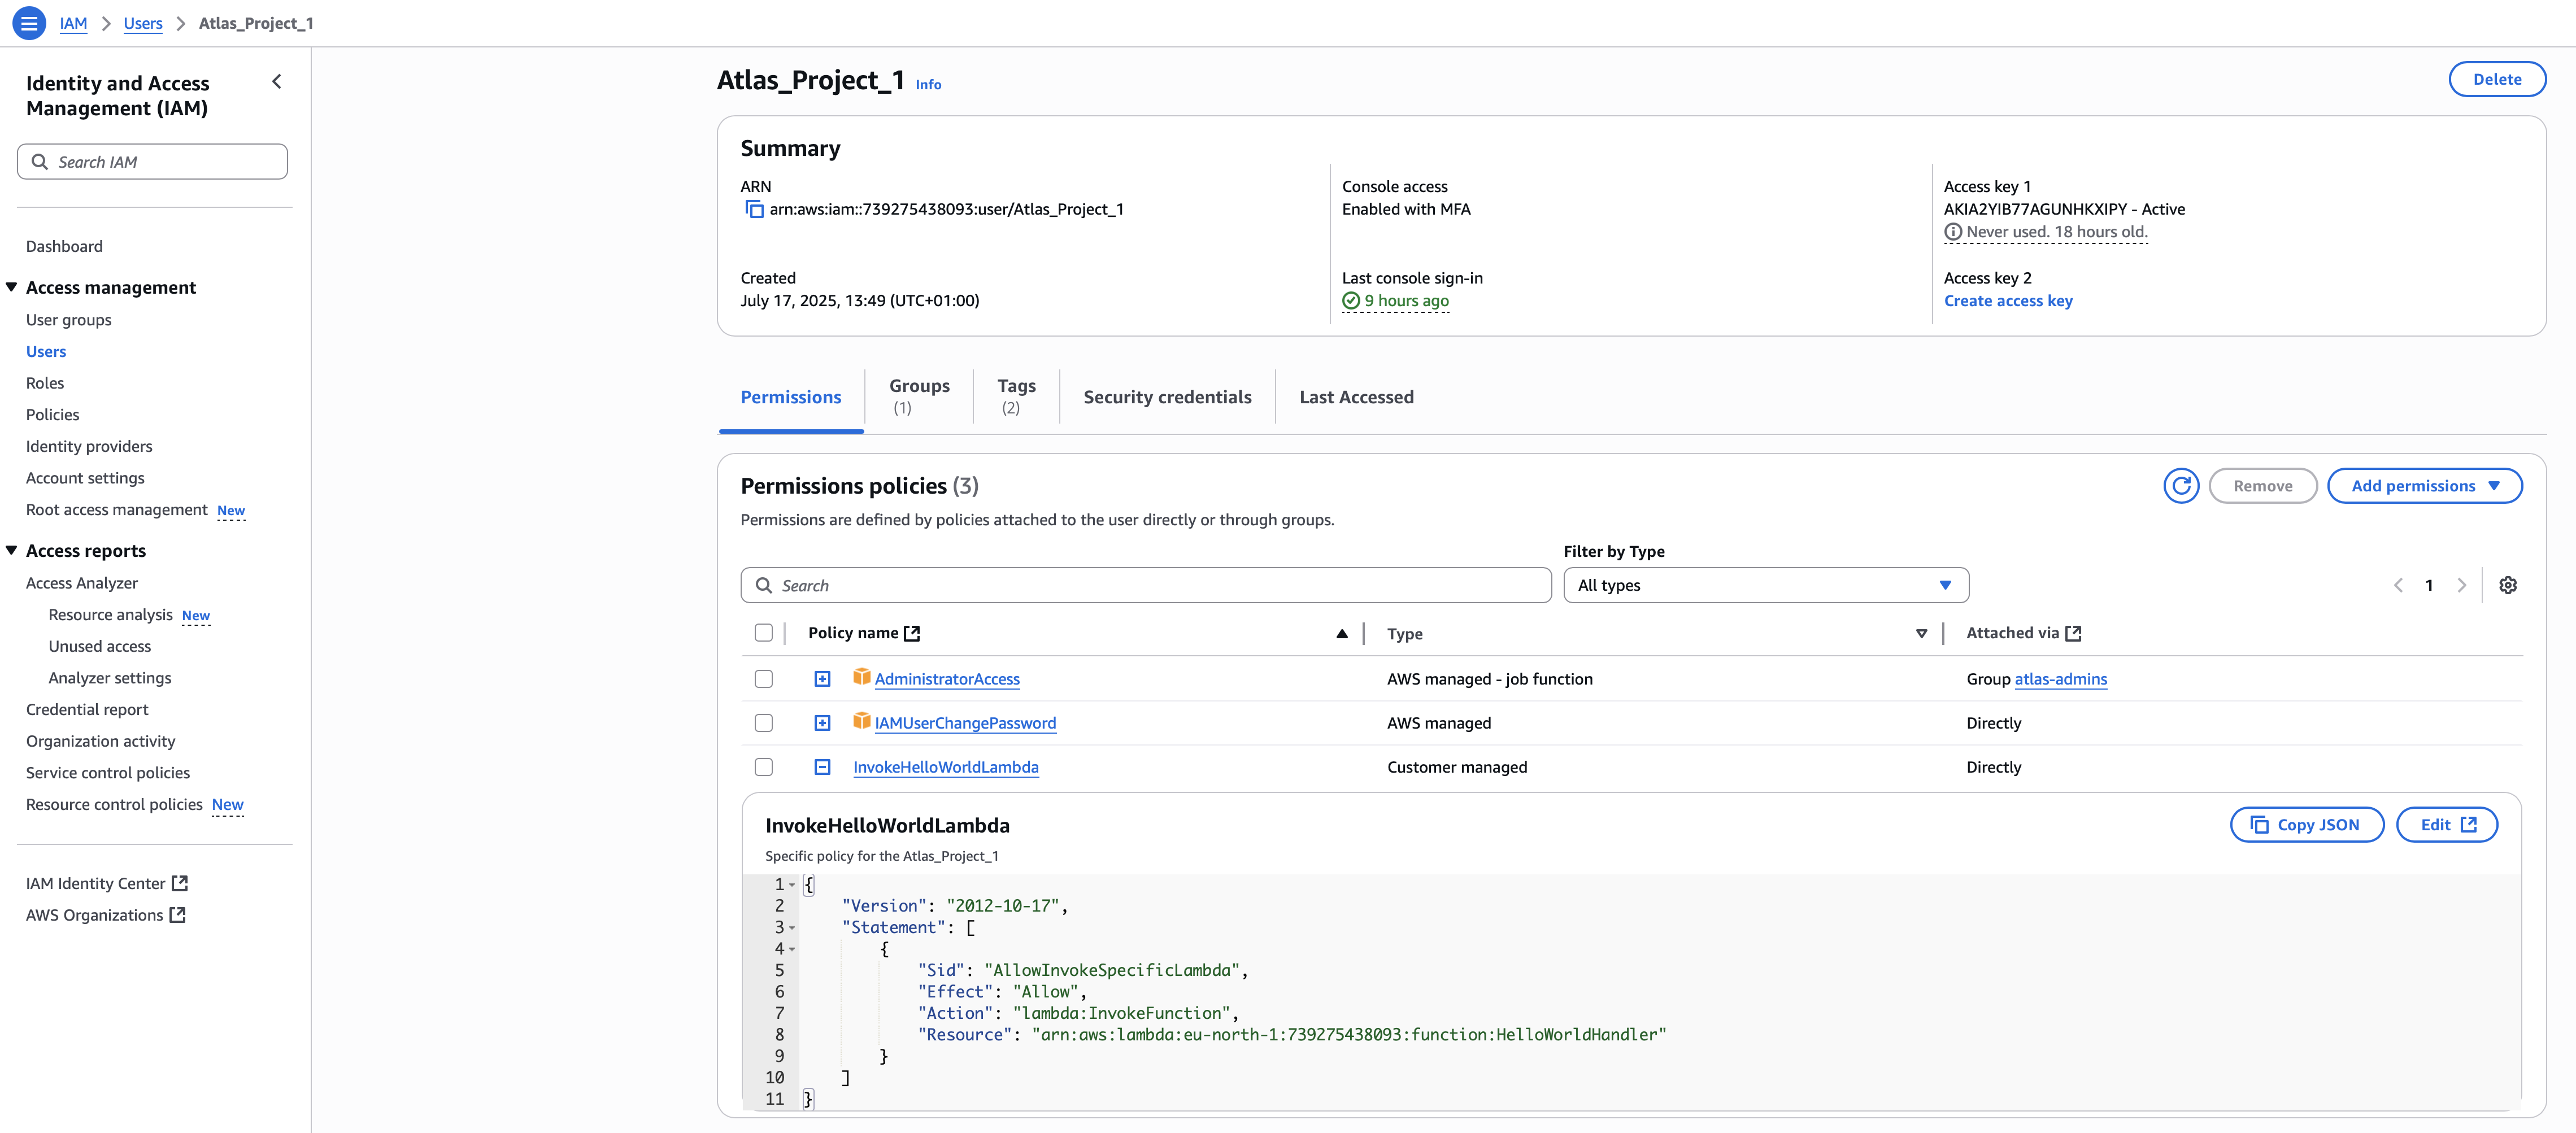 IAM > Users > Atlas_Project_1
Identity and Access
Management (IAM)
Search IAM
Dashboard
Access management
User groups
Users
Roles
Policies
Identity providers
Account settings
Root access management New
Access reports
Access Analyzer
Resource analysis New
Unused access
Analyzer settings
Credential report
Organization activity
Service control policies
Resource control policies New
IAM Identity Center
AWS Organizations
Atlas_Project_1 Info
Delete
Summary
ARN
arn:aws:iam::739275438093:user/Atlas_Project_1
Created
July 17, 2025, 13:49 (UTC+01:00)
Console access
Enabled with MFA
Last console sign-in
9 hours ago
Access key 1
AKIA2YIB77AGUNHKXIPY - Active
Never used. 18 hours old.
Access key 2
Create access key
Permissions
Groups
(1)
Tags
(2)
Security credentials
Last Accessed
Permissions policies (3)
Permissions are defined by policies attached to the user directly or through groups.
Remove
Add permissions
Search
Filter by Type
All types
1
Policy name Type Attached via
AdministratorAccess AWS managed - job function Group atlas-admins
IAMUserChangePassword AWS managed Directly
InvokeHelloWorldLambda Customer managed Directly
InvokeHelloWorldLambda
Specific policy for the Atlas_Project_1
Copy JSON
Edit
1 {
2 "Version": "2012-10-17",
3 "Statement": [
4 {
5 "Sid": "AllowInvokeSpecificLambda",
6 "Effect": "Allow",
7 "Action": "lambda:InvokeFunction",
8 "Resource": "arn:aws:lambda:eu-north-1:739275438093:function:HelloWorldHandler"
9 }
10 ]
11 }